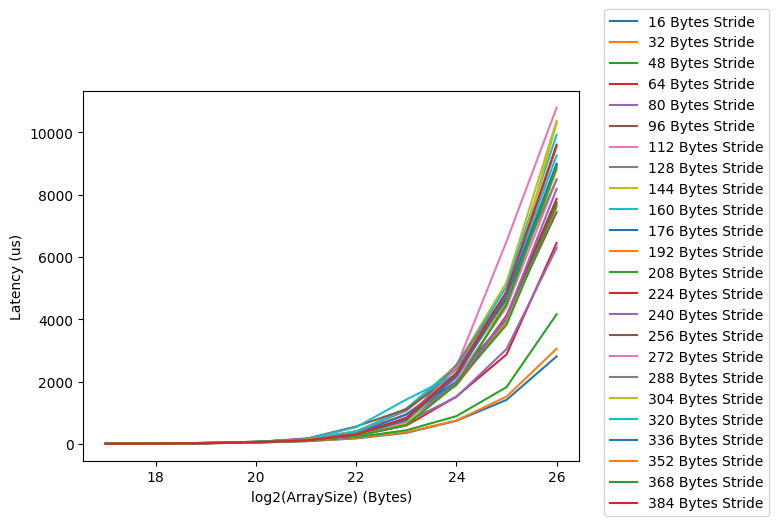 Latency (us)
10000
8000
6000
4000
2000
0
18
20
22
24
26
log2(ArraySize) (Bytes)
16 Bytes Stride
32 Bytes Stride
48 Bytes Stride
64 Bytes Stride
80 Bytes Stride
96 Bytes Stride
112 Bytes Stride
128 Bytes Stride
144 Bytes Stride
160 Bytes Stride
176 Bytes Stride
192 Bytes Stride
208 Bytes Stride
224 Bytes Stride
240 Bytes Stride
256 Bytes Stride
272 Bytes Stride
288 Bytes Stride
304 Bytes Stride
320 Bytes Stride
336 Bytes Stride
352 Bytes Stride
368 Bytes Stride
384 Bytes Stride